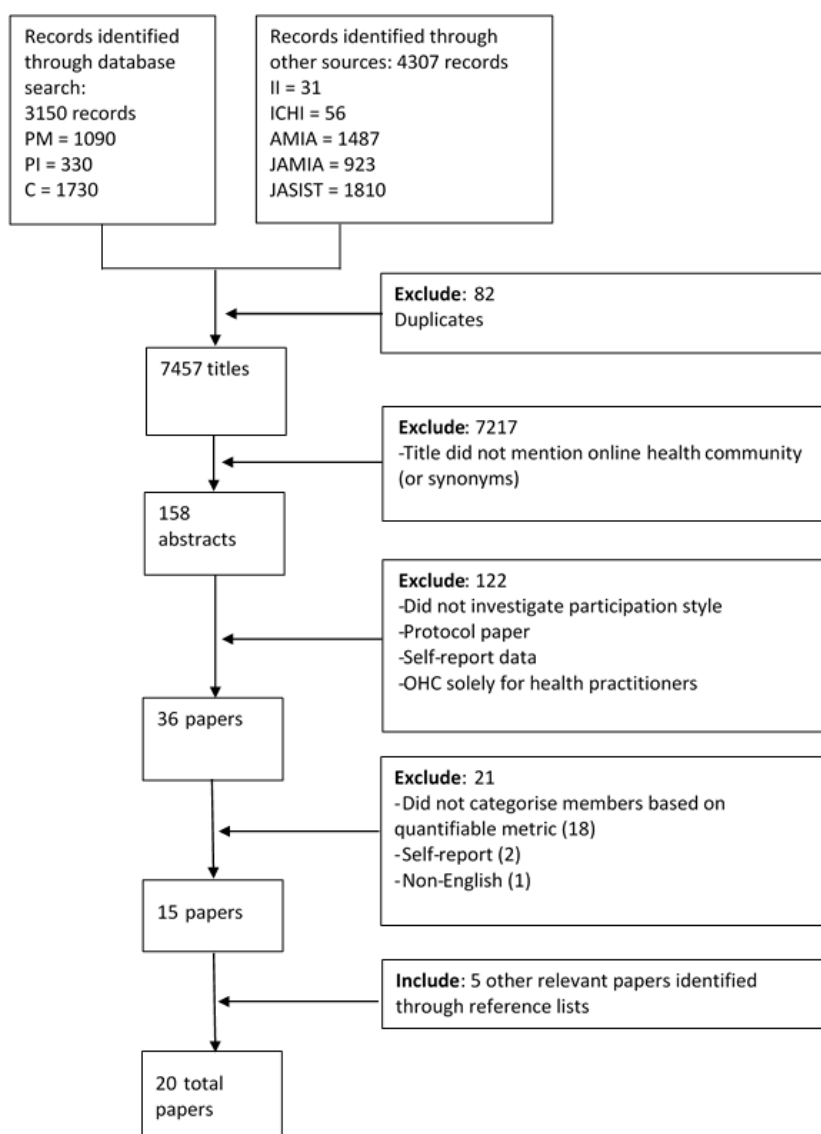 Records identified
through database
search:
3150 records
PM = 1090
PI = 330
C = 1730
Records identified through
other sources: 4307 records
II = 31
ICHI = 56
AMIA = 1487
JAMIA = 923
JASIST = 1810
Exclude: 82
Duplicates
7457 titles
Exclude: 7217
-Title did not mention online health community
(or synonyms)
158
abstracts
Exclude: 122
-Did not investigate participation style
-Protocol paper
-Self-report data
-OHC solely for health practitioners
36 papers
Exclude: 21
-Did not categorise members based on
quantifiable metric (18)
-Self-report (2)
-Non-English (1)
15 papers
Include: 5 other relevant papers identified
through reference lists
20 total
papers